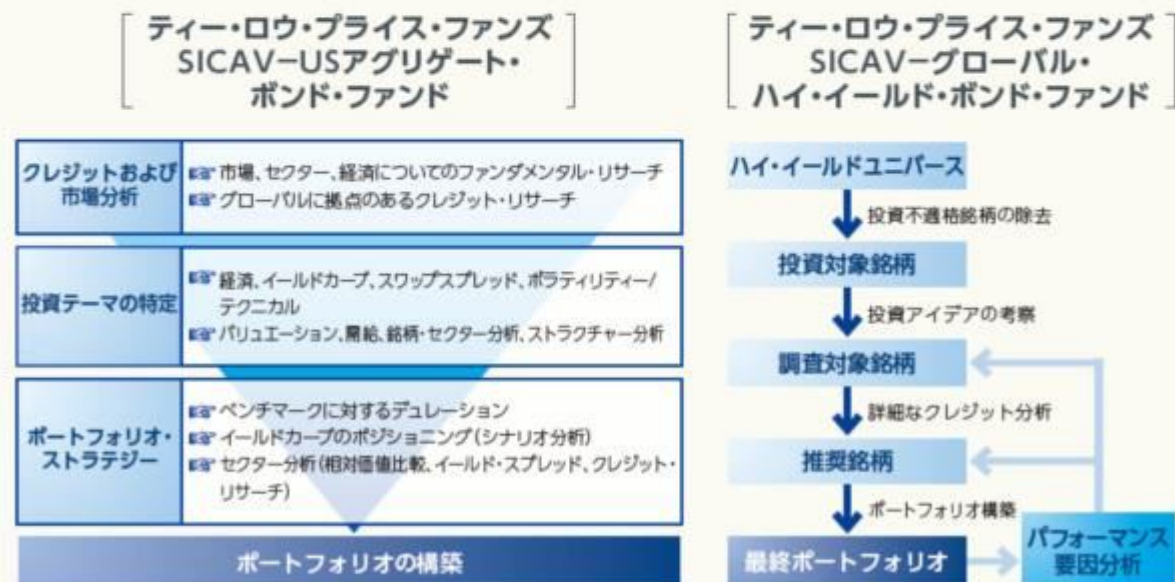 ティー・ロウ・プライス・ファンズ
SICAV－USアグリゲート・
ボンド・ファンド
クレジットおよび
市場分析
市場、セクター、経済についてのファンダメンタル・リサーチ
グローバルに拠点のあるクレジット・リサーチ
投資テーマの特定
経済、イールドカーブ、スワップスプレッド、ボラティリティー/
テクニカル
バリュエーション、需給、銘柄・セクター分析、ストラクチャー分析
ポートフォリオ・
ストラテジー
ベンチマークに対するデュレーション
イールドカーブのポジショニング(シナリオ分析)
セクター分析(相対価値比較、イールド・スプレッド、クレジット・
リサーチ)
ポートフォリオの構築
ティー・ロウ・プライス・ファンズ
SICAV－グローバル・
ハイ・イールド・ボンド・ファンド
ハイ・イールドユニバース
投資不適格銘柄の除去
投資対象銘柄
投資アイデアの考察
調査対象銘柄
詳細なクレジット分析
推奨銘柄
ポートフォリオ構築
最終ポートフォリオ
パフォーマンス
要因分析